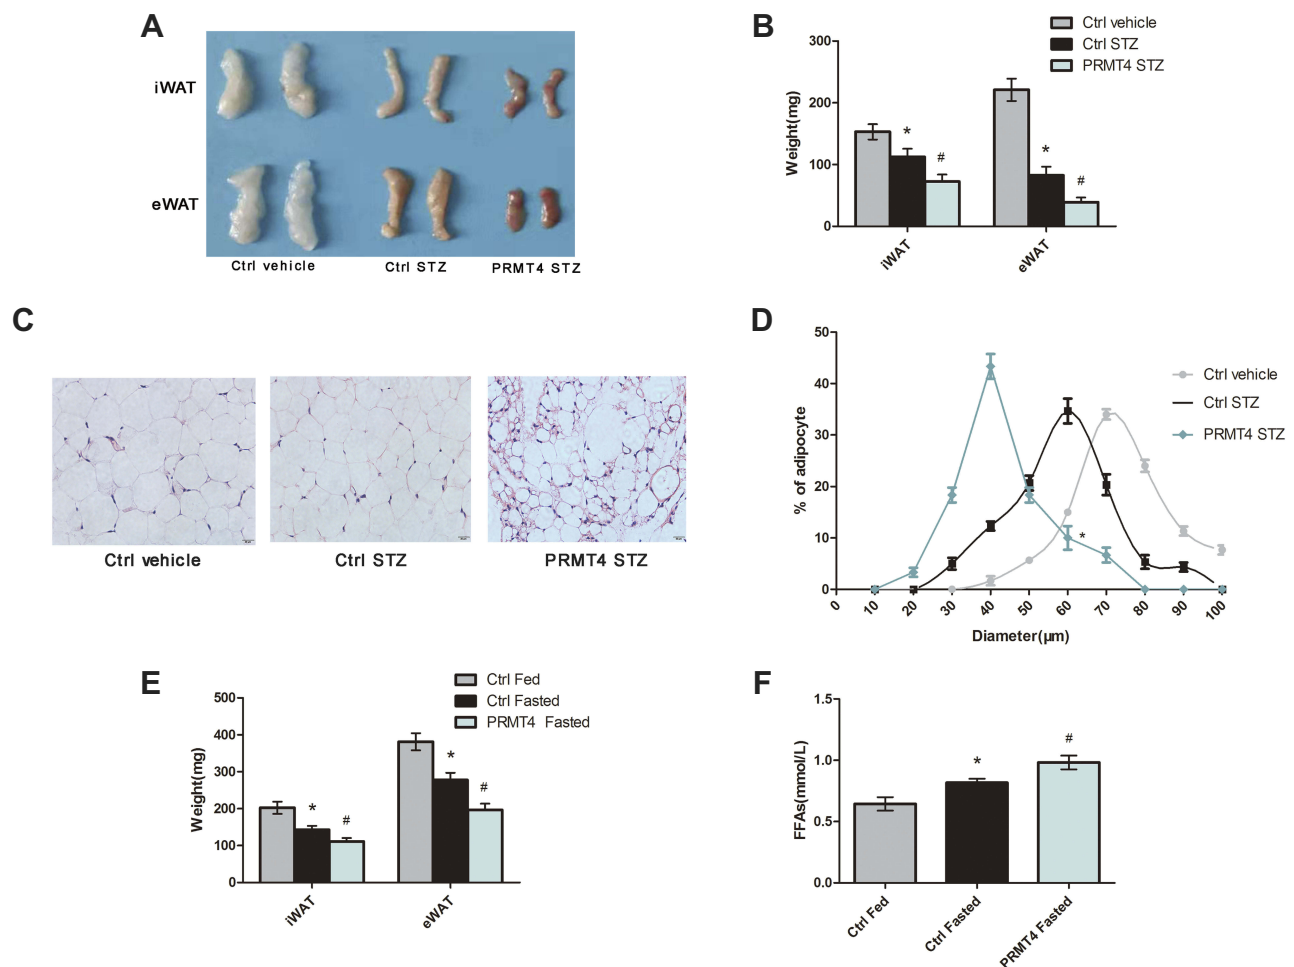 A
iWAT
eWAT
Ctrl vehicle
Ctrl STZ
PRMT4 STZ
B
Ctrl vehicle
Ctrl STZ
PRMT4 STZ
Weight(mg)
300
200
100
0
*
#
*
#
iWAT
eWAT
C
Ctrl vehicle
Ctrl STZ
PRMT4 STZ
D
% of adipocyte
50
40
30
20
10
0
*
Ctrl vehicle
Ctrl STZ
PRMT4 STZ
0 10 20 30 40 50 60 70 80 90 100
Diameter(μm)
E
Ctrl Fed
Ctrl Fasted
PRMT4 Fasted
Weight(mg)
500
400
300
200
100
0
*
#
*
#
iWAT
eWAT
F
FFAs(mmol/L)
1.5
1.0
0.5
0.0
*
#
Ctrl Fed
Ctrl Fasted
PRMT4 Fasted